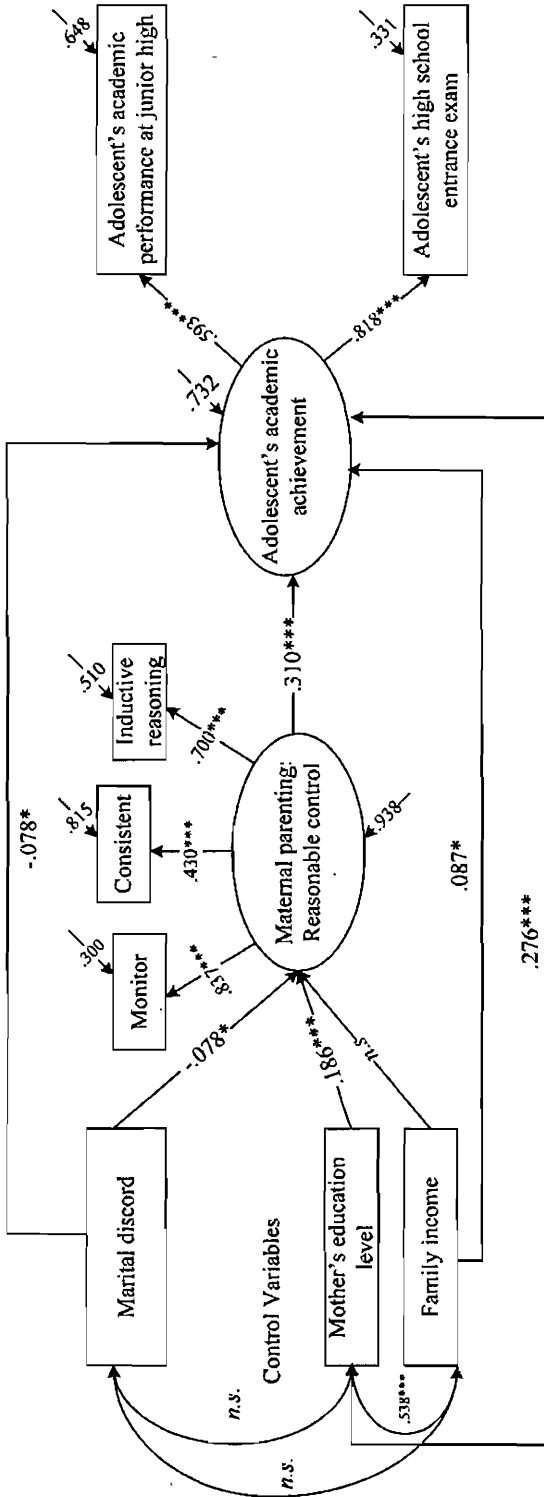 -.078*
Marital discord
Control Variables
Mother's education
level
Family income
n.s.
n.s.
.538***
-.078*
.186***
n.s
Monitor
.300
Consistent
.815
Inductive
reasoning
.510
.837***
.430***
.700***
Maternal parenting:
Reasonable control
.938
.310***
.087*
.276***
Adolescent's academic
achievement
.732
.593***
.818***
Adolescent's academic
performance at junior high
.648
Adolescent's high school
entrance exam
.331